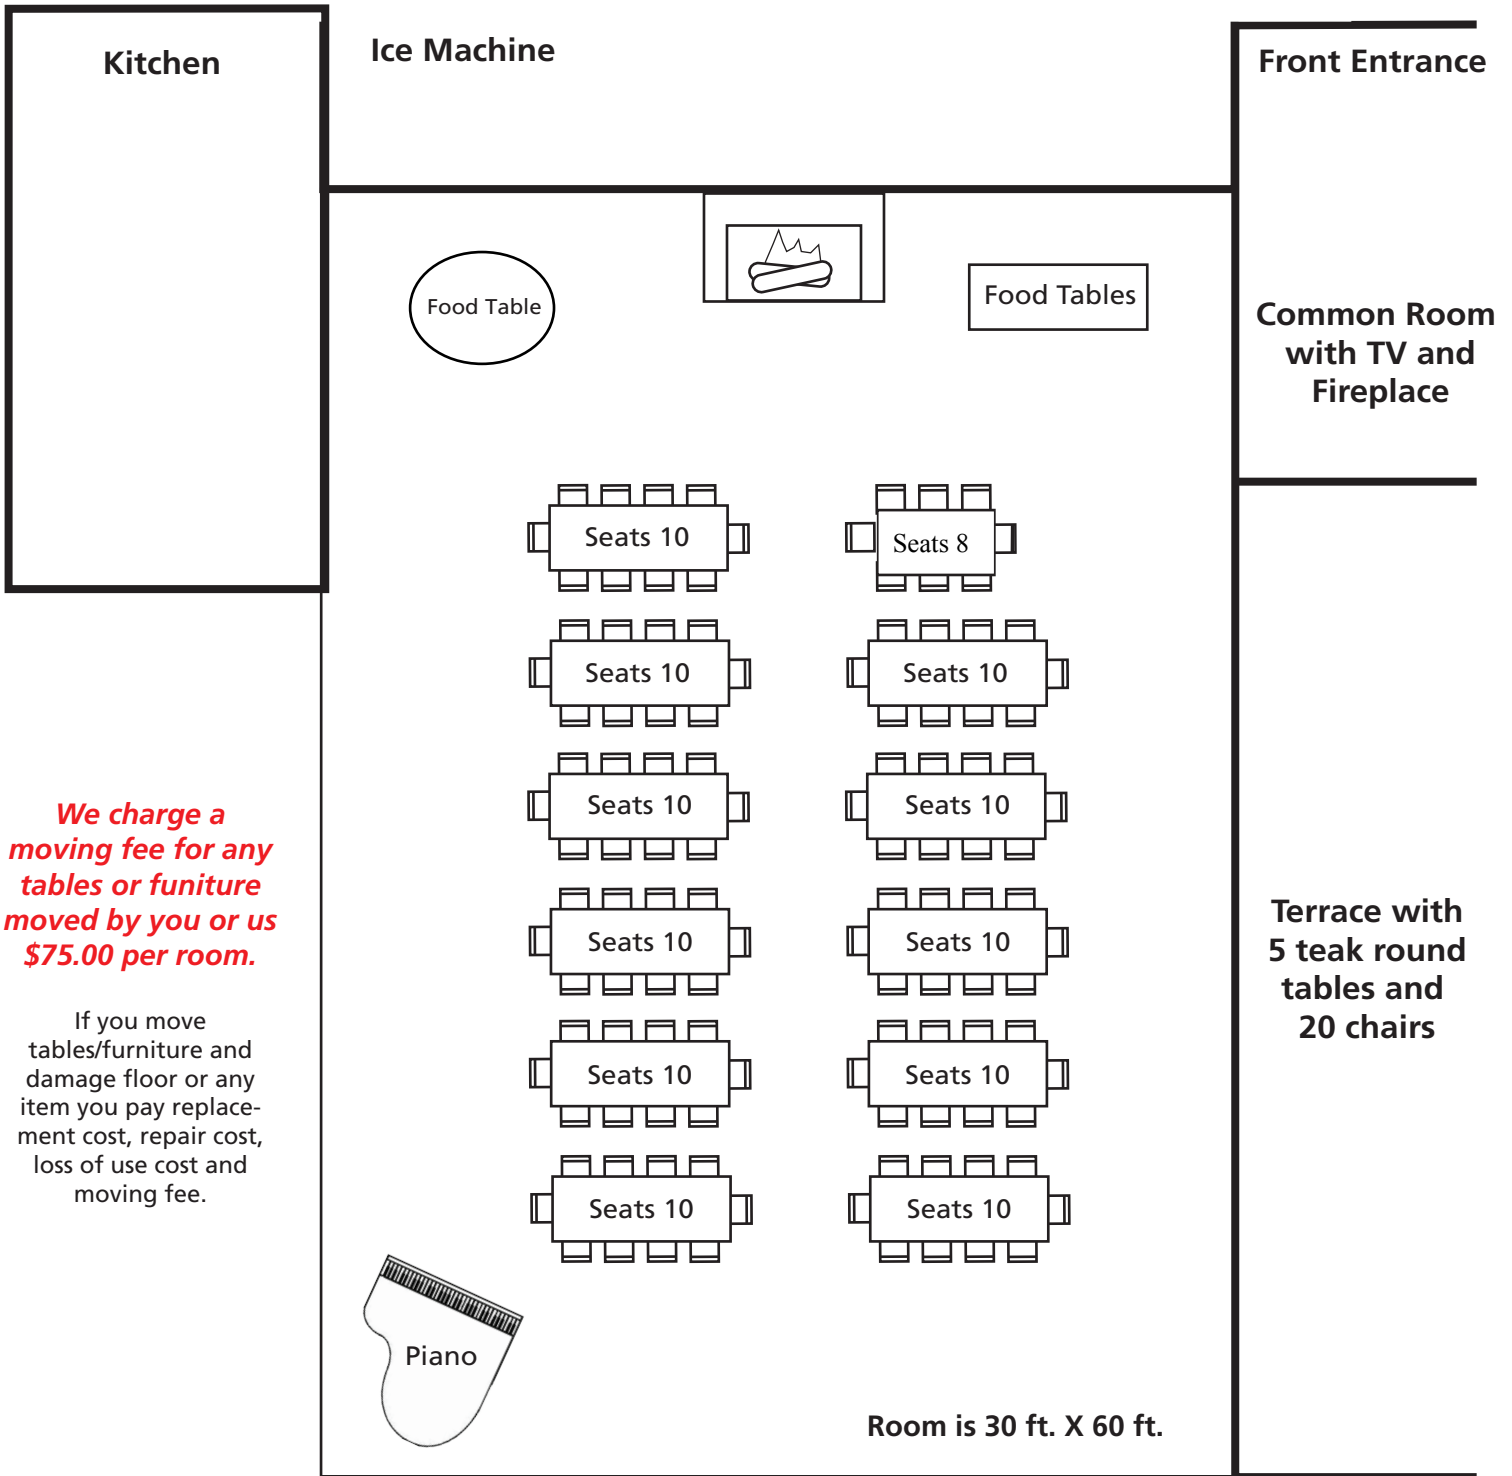 Kitchen
Ice Machine
Front Entrance
Food Table
Food Tables
Common Room
with TV and
Fireplace
Seats 10
Seats 8
Seats 10
Seats 10
Seats 10
Seats 10
Seats 10
Seats 10
Seats 10
Seats 10
Seats 10
Seats 10
We charge a
moving fee for any
tables or funiture
moved by you or us
$75.00 per room.
If you move
tables/furniture and
damage floor or any
item you pay replace-
ment cost, repair cost,
loss of use cost and
moving fee.
Terrace with
5 teak round
tables and
20 chairs
Piano
Room is 30 ft. X 60 ft.